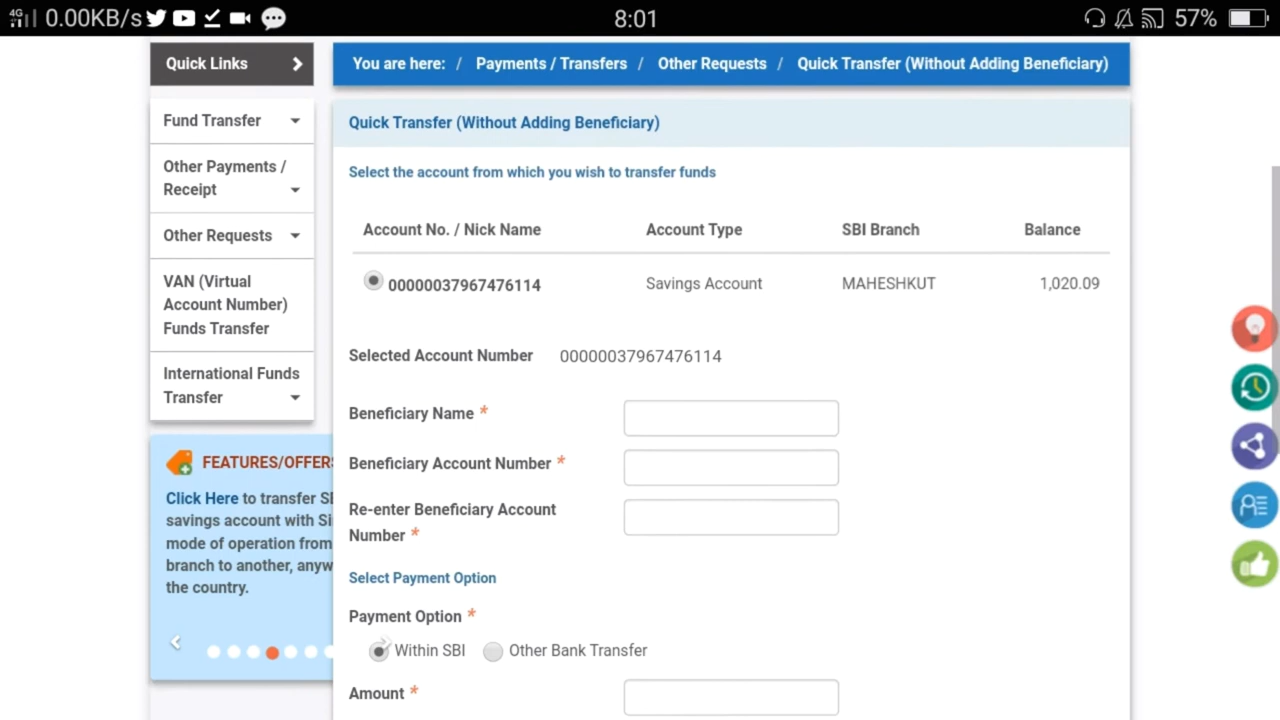 4G 0.00KB/s 8:01 57%
Quick Links
You are here: / Payments / Transfers / Other Requests / Quick Transfer (Without Adding Beneficiary)
Fund Transfer
Other Payments /
Receipt
Other Requests
VAN (Virtual
Account Number)
Funds Transfer
International Funds
Transfer
FEATURES/OFFERS
Click Here to transfer SB
savings account with Si
mode of operation from
branch to another, anyw
the country.
Quick Transfer (Without Adding Beneficiary)
Select the account from which you wish to transfer funds
Account No. / Nick Name Account Type SBI Branch Balance
00000037967476114 Savings Account MAHESHKUT 1,020.09
Selected Account Number 00000037967476114
Beneficiary Name *
Beneficiary Account Number *
Re-enter Beneficiary Account
Number *
Select Payment Option
Payment Option *
Within SBI Other Bank Transfer
Amount *